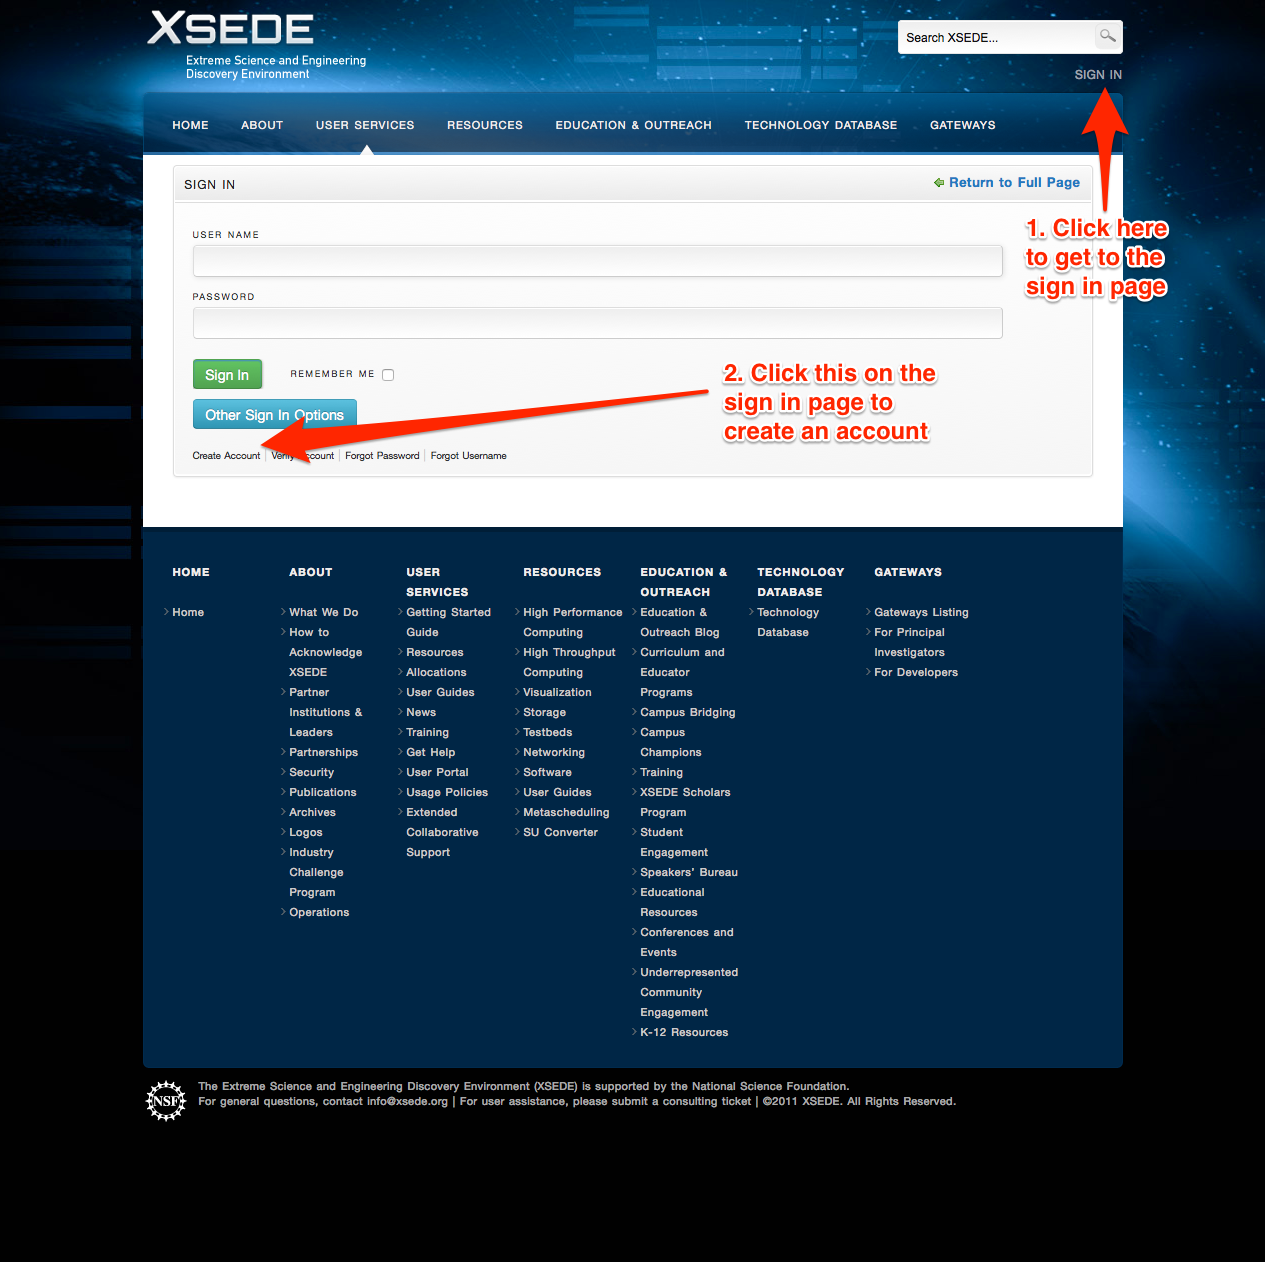 XSEDE
Extreme Science and Engineering
Discovery Environment
Search XSEDE...
SIGN IN
HOME ABOUT USER SERVICES RESOURCES EDUCATION & OUTREACH TECHNOLOGY DATABASE GATEWAYS
SIGN IN
Return to Full Page
USER NAME
1. Click here
to get to the
sign in page
PASSWORD
Sign In
REMEMBER ME
2. Click this on the
sign in page to
create an account
Other Sign In Options
Create Account | Verify Account | Forgot Password | Forgot Username
HOME
Home
ABOUT
What We Do
How to
Acknowledge
XSEDE
Partner
Institutions &
Leaders
Partnerships
Security
Publications
Archives
Logos
Industry
Challenge
Program
Operations
USER
SERVICES
Getting Started
Guide
Resources
Allocations
User Guides
News
Training
Get Help
User Portal
Usage Policies
Extended
Collaborative
Support
RESOURCES
High Performance
Computing
High Throughput
Computing
Visualization
Storage
Testbeds
Networking
Software
User Guides
Metascheduling
SU Converter
EDUCATION &
OUTREACH
Education &
Outreach Blog
Curriculum and
Educator
Programs
Campus Bridging
Campus
Champions
Training
XSEDE Scholars
Program
Student
Engagement
Speakers' Bureau
Educational
Resources
Conferences and
Events
Underrepresented
Community
Engagement
K-12 Resources
TECHNOLOGY
DATABASE
Technology
Database
GATEWAYS
Gateways Listing
For Principal
Investigators
For Developers
NSF
The Extreme Science and Engineering Discovery Environment (XSEDE) is supported by the National Science Foundation.
For general questions, contact info@xsede.org | For user assistance, please submit a consulting ticket | ©2011 XSEDE. All Rights Reserved.